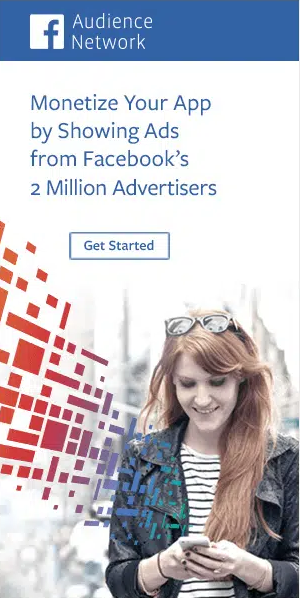 f Audience
Network
Monetize Your App
by Showing Ads
from Facebook's
2 Million Advertisers
Get Started